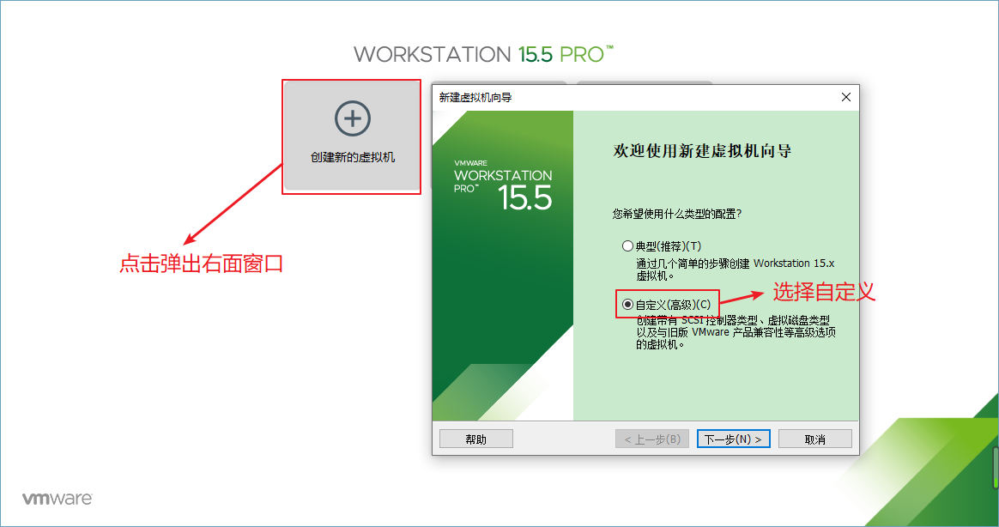 WORKSTATION 15.5 PRO™
创建新的虚拟机
点击弹出右面窗口
新建虚拟机向导
VMWARE
WORKSTATION
PRO™ 15.5
欢迎使用新建虚拟机向导
您希望使用什么类型的配置?
典型(推荐)(T)
通过几个简单的步骤创建 Workstation 15.x
虚拟机。
自定义(高级)(C)
选择自定义
创建带有 SCSI 控制器类型、虚拟磁盘类型
以及与旧版 VMware 产品兼容性等高级选项
的虚拟机。
帮助
< 上一步(B)
下一步(N) >
取消
vmware